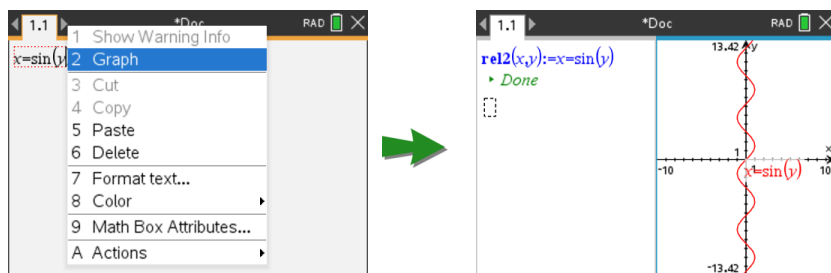 1.1 *Doc RAD
x=sin(y
1 Show Warning Info
2 Graph
3 Cut
4 Copy
5 Paste
6 Delete
7 Format text...
8 Color
9 Math Box Attributes...
A Actions
1.1 *Doc RAD
rel2(x,y):=x=sin(y)
Done
13.42 y
1
x
-10 1 10
x=sin(y)
-13.42